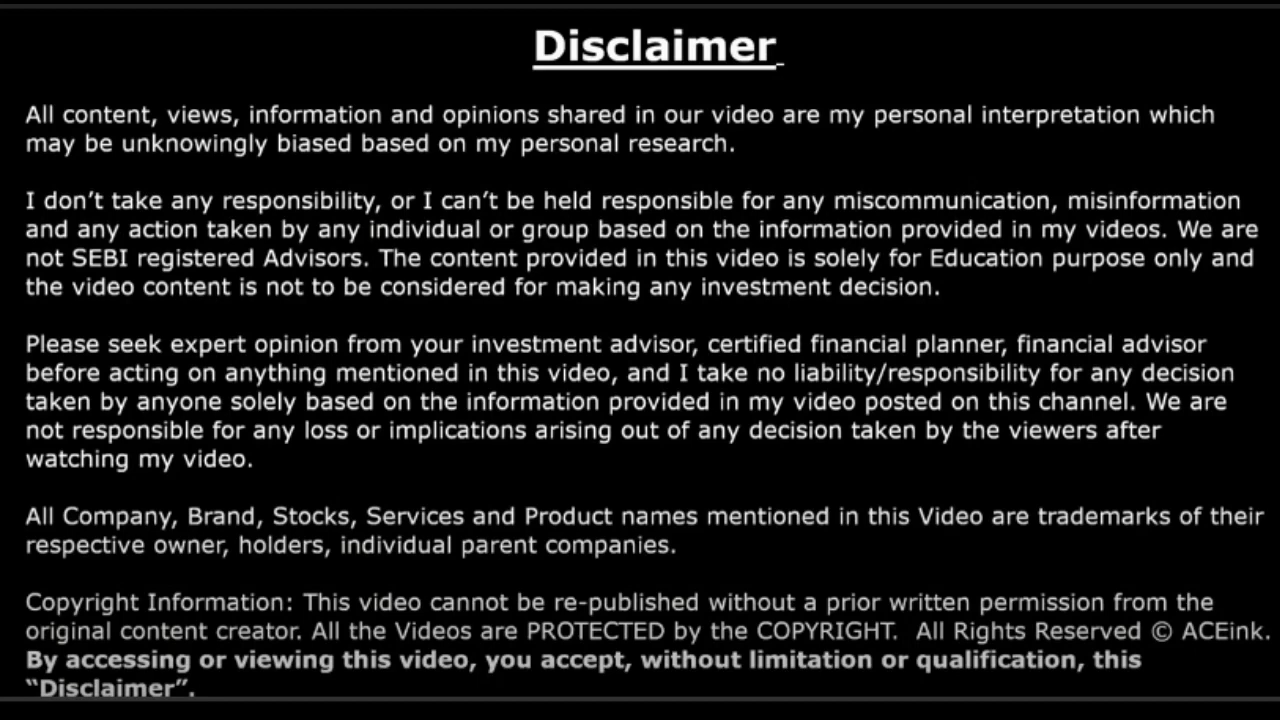 Disclaimer
All content, views, information and opinions shared in our video are my personal interpretation which
may be unknowingly biased based on my personal research.
I don’t take any responsibility, or I can’t be held responsible for any miscommunication, misinformation
and any action taken by any individual or group based on the information provided in my videos. We are
not SEBI registered Advisors. The content provided in this video is solely for Education purpose only and
the video content is not to be considered for making any investment decision.
Please seek expert opinion from your investment advisor, certified financial planner, financial advisor
before acting on anything mentioned in this video, and I take no liability/responsibility for any decision
taken by anyone solely based on the information provided in my video posted on this channel. We are
not responsible for any loss or implications arising out of any decision taken by the viewers after
watching my video.
All Company, Brand, Stocks, Services and Product names mentioned in this Video are trademarks of their
respective owner, holders, individual parent companies.
Copyright Information: This video cannot be re-published without a prior written permission from the
original content creator. All the Videos are PROTECTED by the COPYRIGHT.  All Rights Reserved © ACEink.
By accessing or viewing this video, you accept, without limitation or qualification, this
“Disclaimer”.